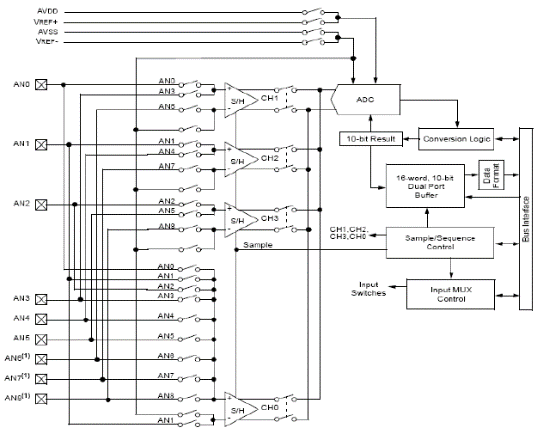 AVDD
VREF+
AVSS
VREF-
AN0
AN0
AN3
AN6
+
-
S/H
CH1
ADC
10-bit Result
Conversion Logic
AN1
AN1
AN4
AN7
+
-
S/H
CH2
16-word, 10-bit
Dual Port
Buffer
Data
Format
Bus Interface
AN2
AN2
AN5
AN8
+
-
S/H
CH3
CH1,CH2,
CH3,CH0
Sample/Sequence
Control
Sample
AN0
AN1
AN2
AN3
AN3
Input
Switches
Input MUX
Control
AN4
AN4
AN5
AN5
AN6(1)
AN6
AN7(1)
AN7
AN8(1)
AN8
+
-
S/H
CH0
AN1